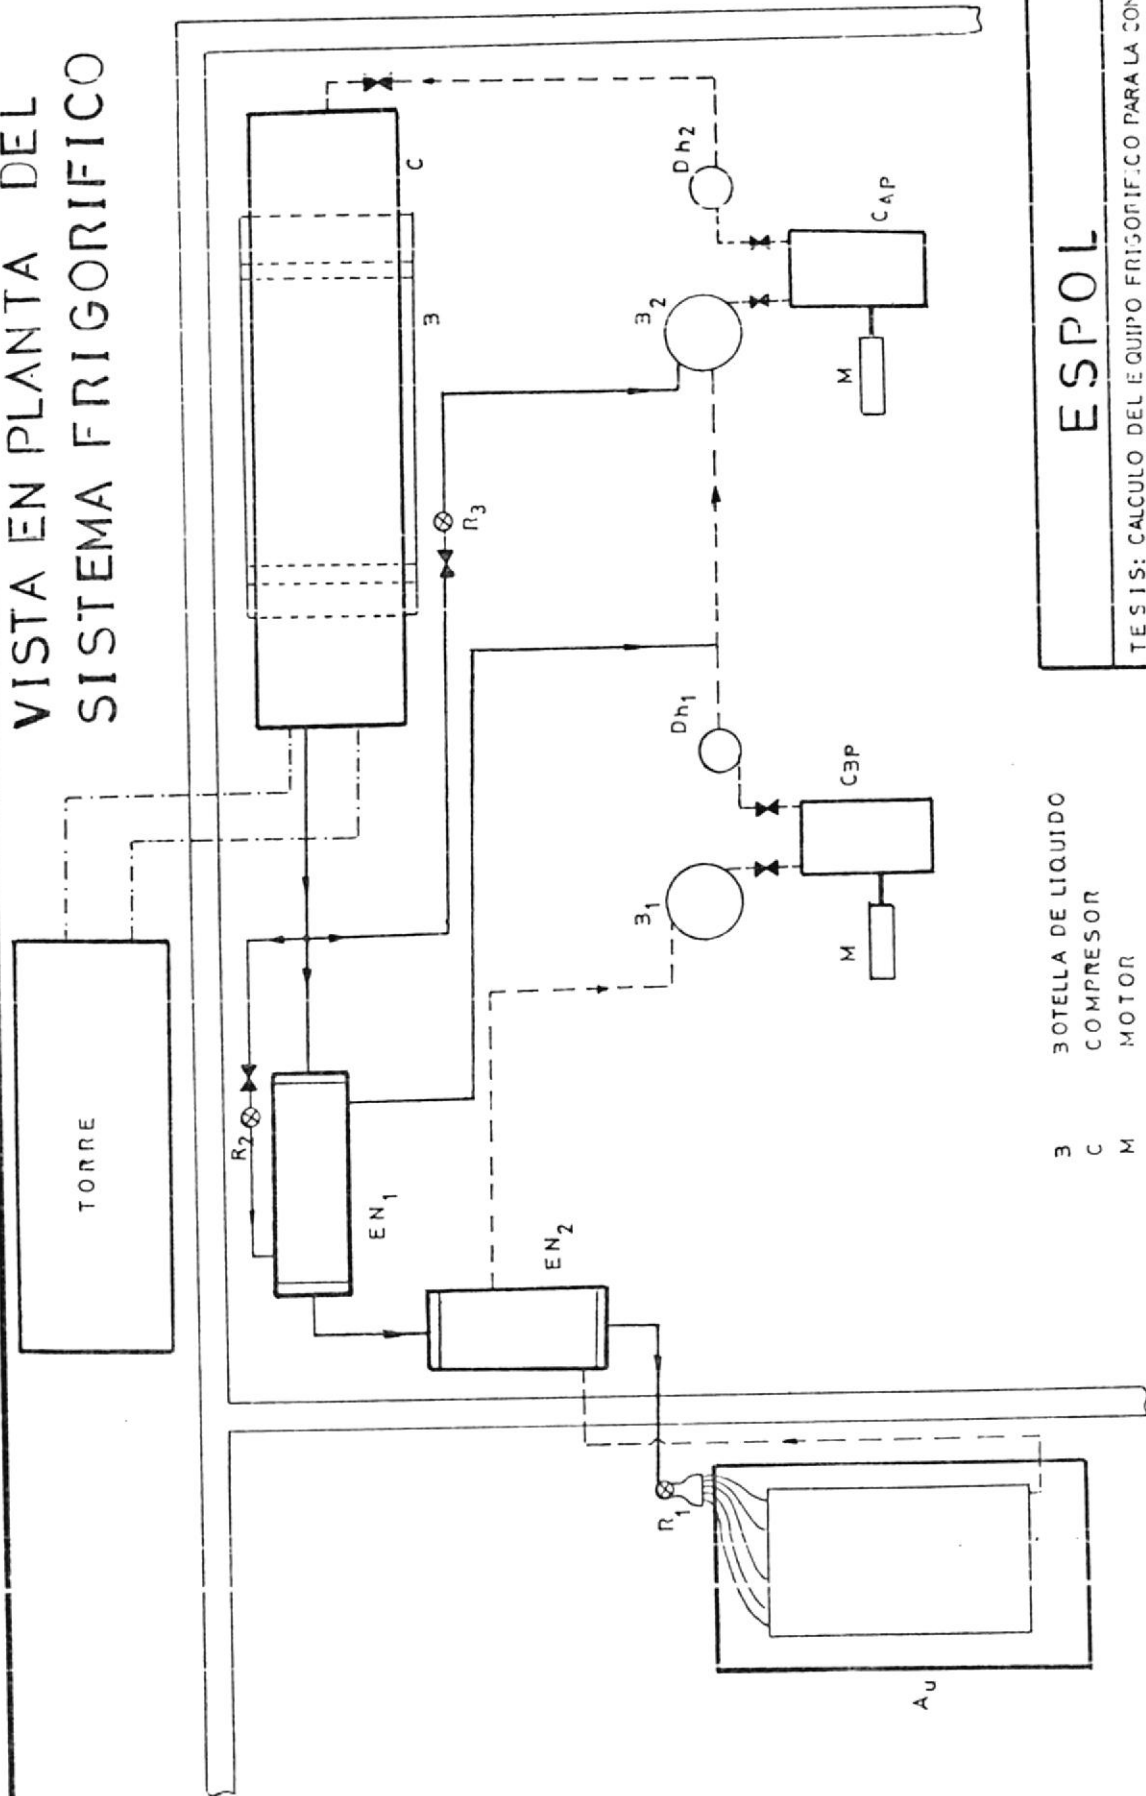 VISTA EN PLANTA DEL
SISTEMA FRIGORIFICO
TORRE
C
B
R3
R2
EN1
EN2
R1
Au
B1
Dh1
CBP
M
B2
Dh2
CAP
M
B BOTELLA DE LIQUIDO
C COMPRESOR
M MOTOR
ESPOL
TESIS: CALCULO DEL EQUIPO FRIGORIFICO PARA LA